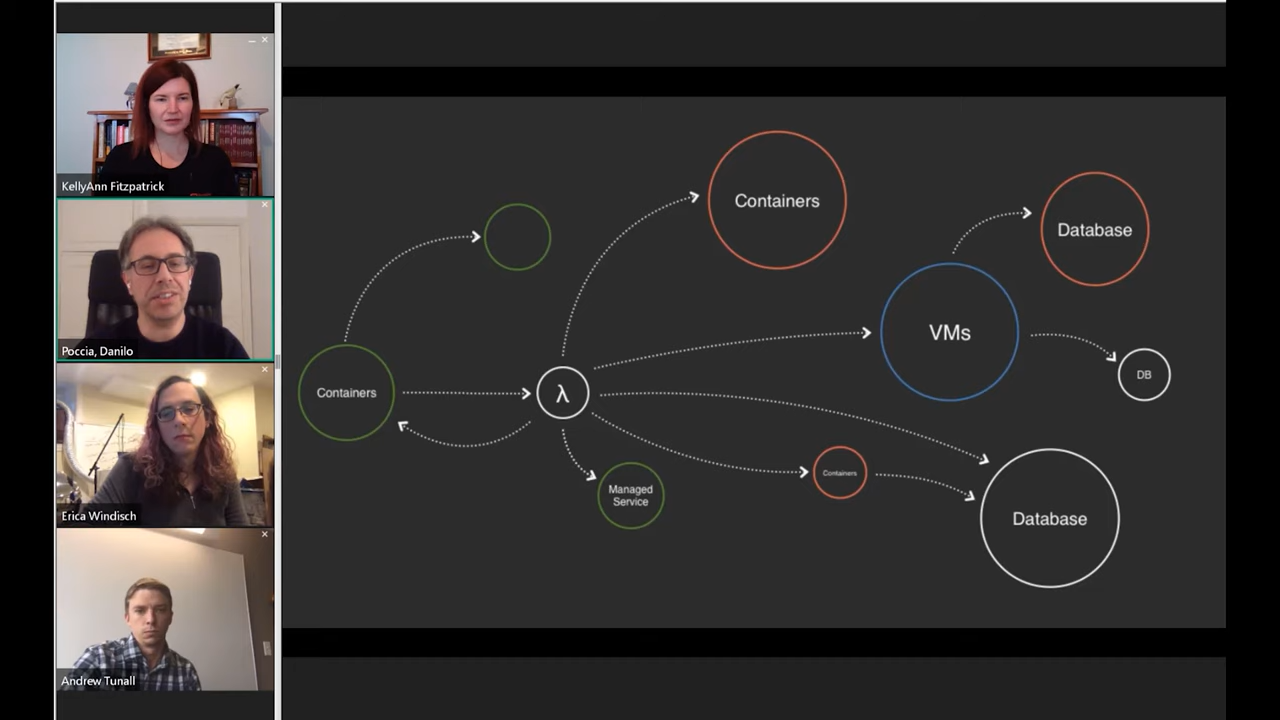 KellyAnn Fitzpatrick
Poccia, Danilo
Erica Windisch
Andrew Tunall
Containers
Database
VMs
DB
Containers
λ
Containers
Managed
Service
Database